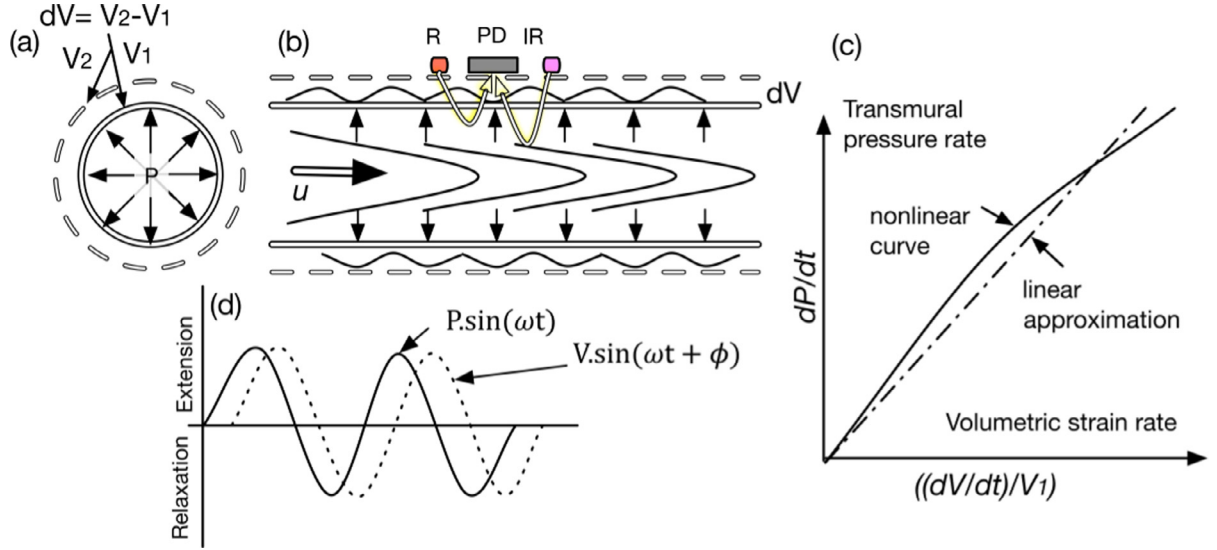 (a)
dV= V₂-V₁
V₂
V₁
P
(b)
R
PD
IR
dV
u
(c)
Transmural
pressure rate
dP/dt
nonlinear
curve
linear
approximation
Volumetric strain rate
((dV/dt)/V₁)
(d)
Extension
Relaxation
P.sin(ωt)
V.sin(ωt + ϕ)